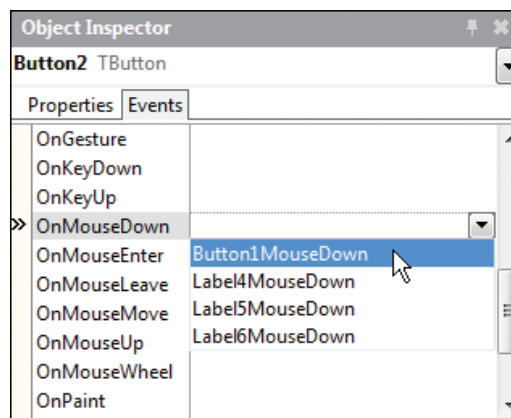 Object Inspector
Button2 TButton
Properties Events
OnGesture
OnKeyDown
OnKeyUp
OnMouseDown
OnMouseEnter Button1MouseDown
OnMouseLeave Label4MouseDown
OnMouseMove Label5MouseDown
OnMouseUp Label6MouseDown
OnMouseWheel
OnPaint